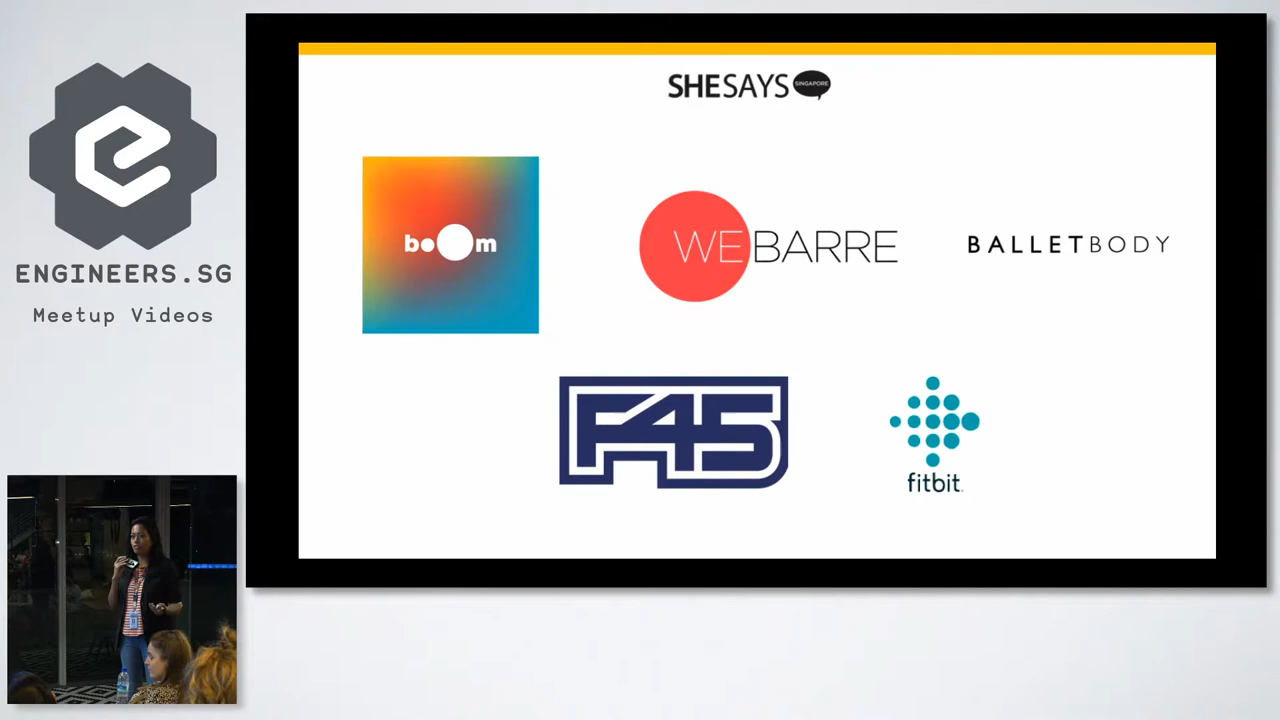 ENGINEERS.SG
Meetup Videos
SHESAYS SINGAPORE
boom
WEBARRE
BALLETBODY
F45
fitbit.